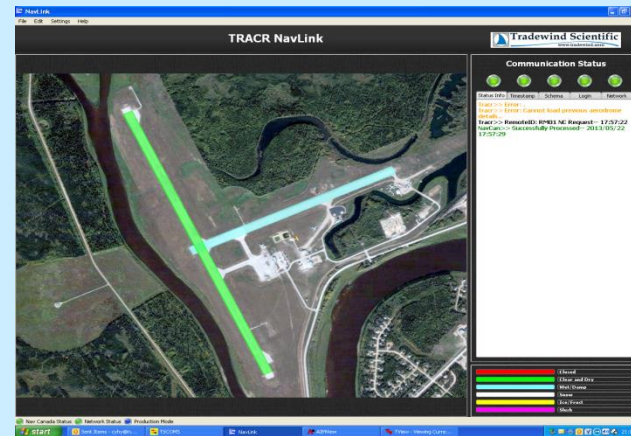 NavLink
File Edit Settings Help
TRACR NavLink
Tradewind Scientific
Communication Status
Status Info Timestamp Schema Login Network
Tracr>> Error: .
Tracr>> Error: Cannot load previous aerodrome
details..
Tracr>> RemoteID: RM01 NC Request-- 17:57:22
NavCan>> Successfully Processed-- 2013/05/22
17:57:29
Closed
Clear and Dry
Wet/Damp
Snow
Ice/Frost
Slush
Nav Canada Status Network Status Production Mode
start TSCOMS NavLink